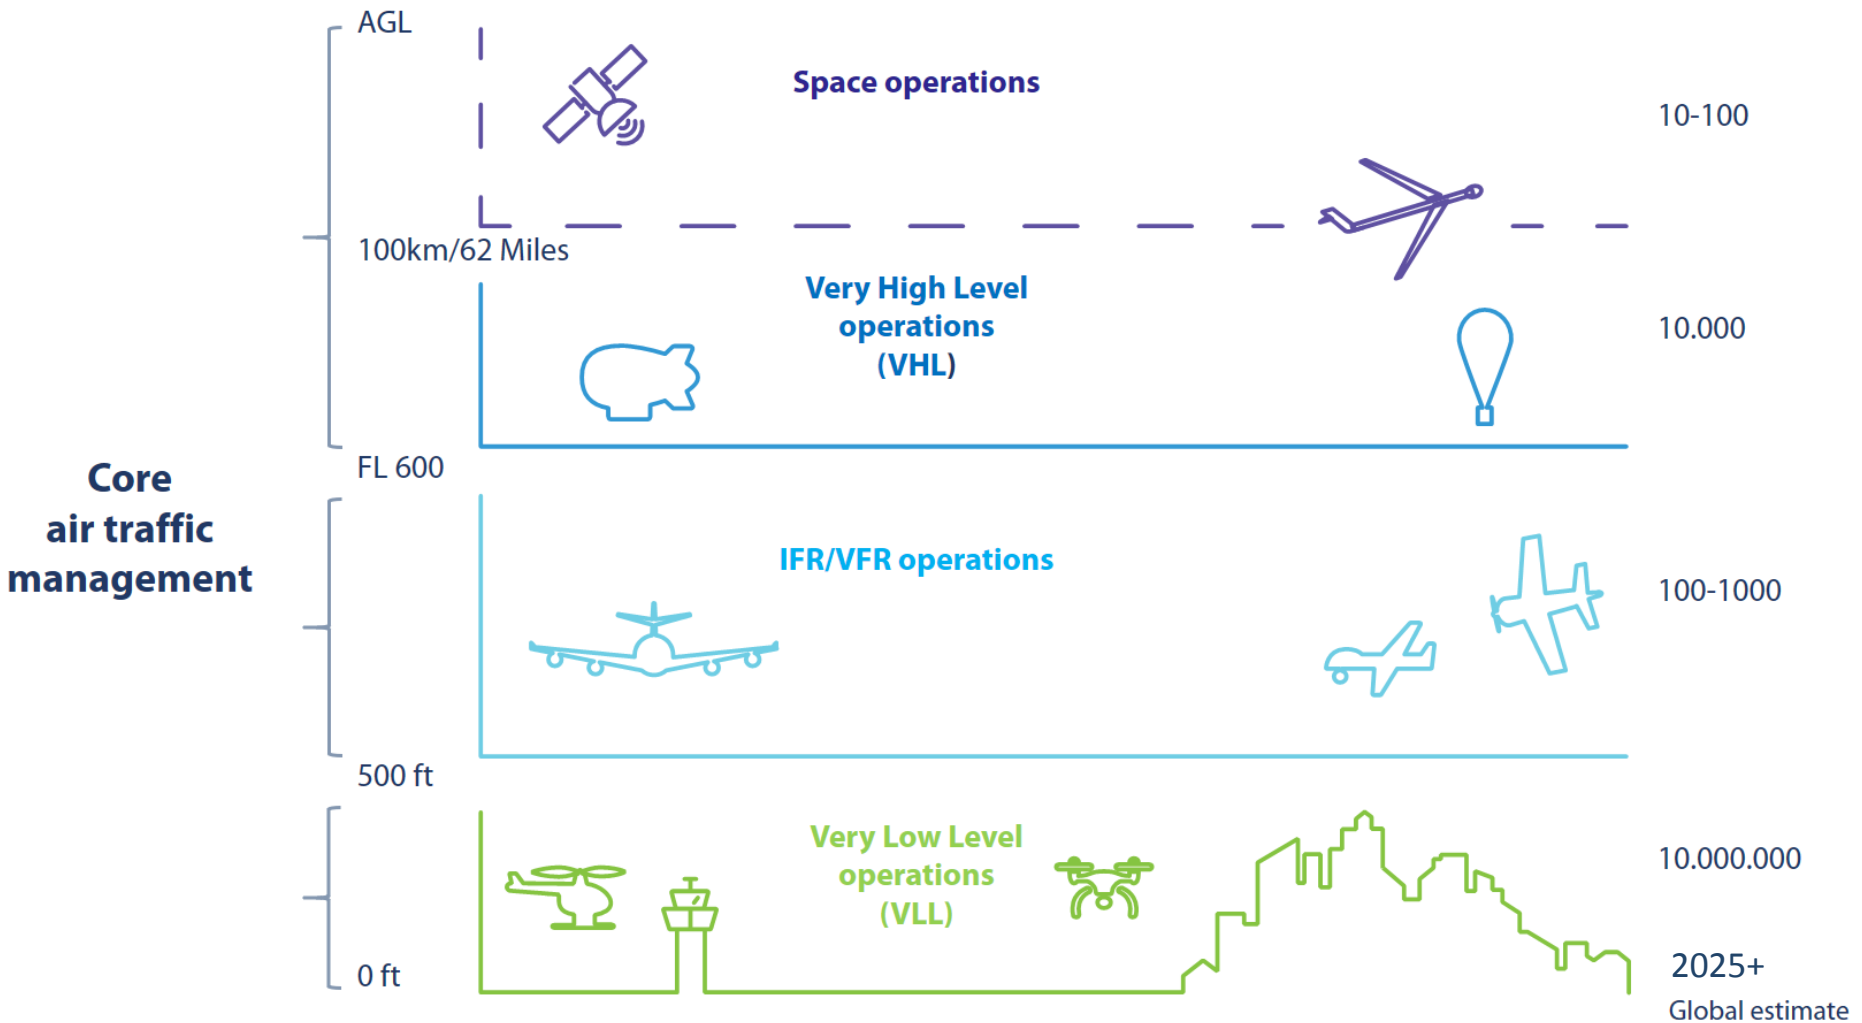 AGL
Space operations
10-100
100km/62 Miles
Very High Level
operations
(VHL)
10.000
FL 600
Core
air traffic
management
IFR/VFR operations
100-1000
500 ft
Very Low Level
operations
(VLL)
10.000.000
0 ft
2025+
Global estimate